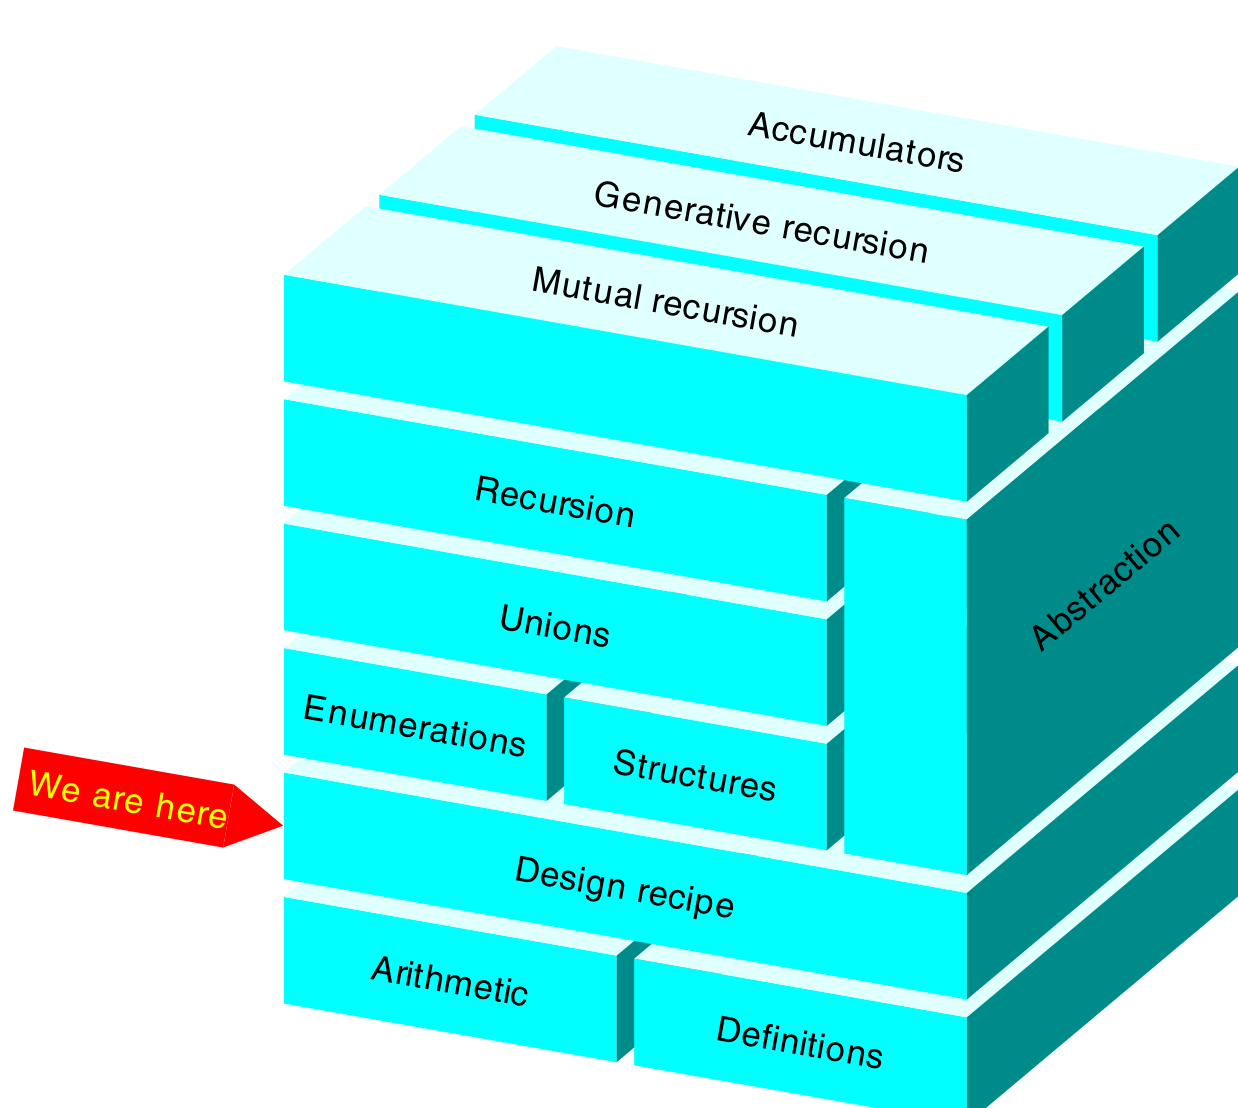 Accumulators
Generative recursion
Mutual recursion
Recursion
Abstraction
Unions
Enumerations
Structures
We are here
Design recipe
Arithmetic
Definitions